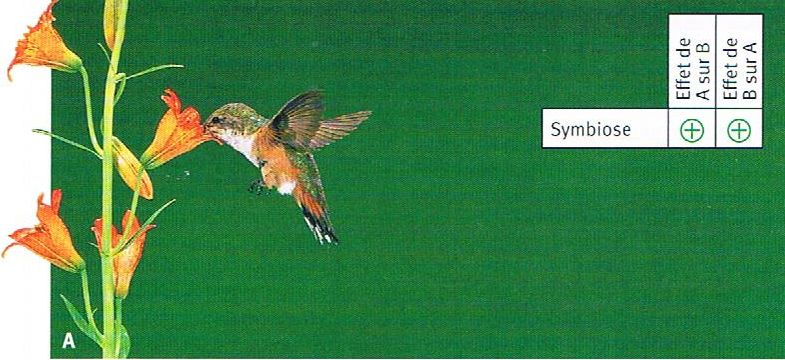 Effet de
A sur B
Effet de
B sur A
Symbiose
A